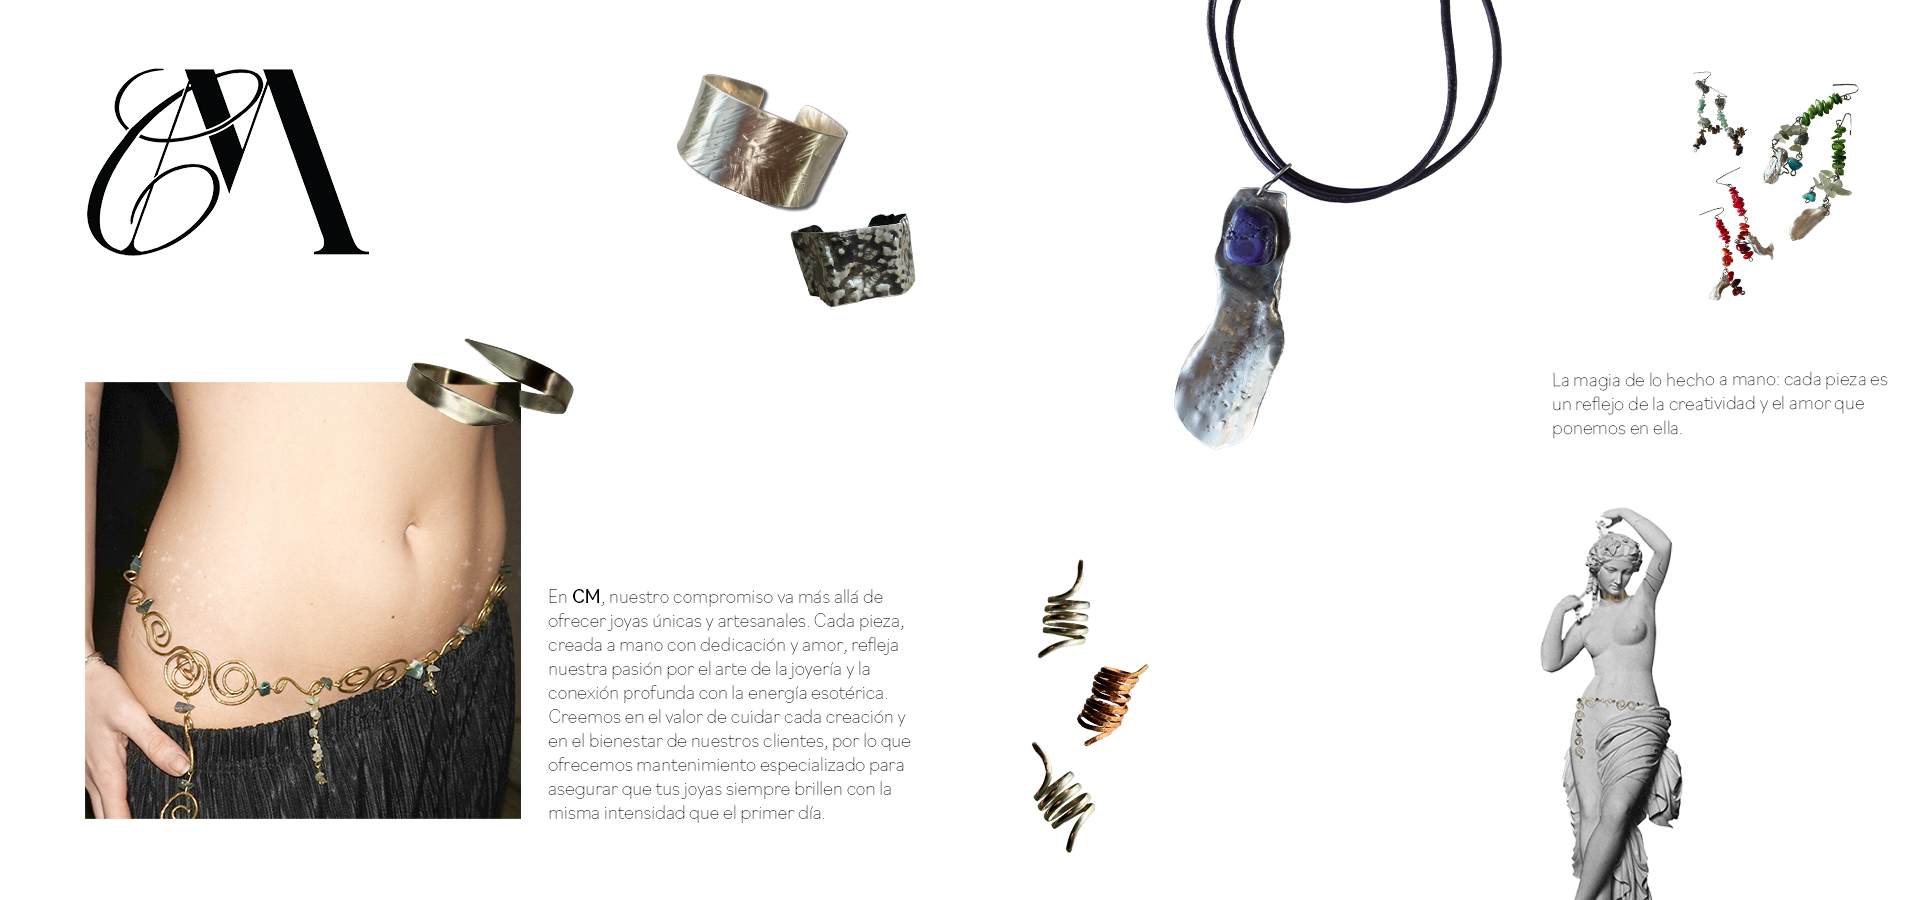 CM
La magia de lo hecho a mano: cada pieza es
un reflejo de la creatividad y el amor que
ponemos en ella.
En CM, nuestro compromiso va más allá de
ofrecer joyas únicas y artesanales. Cada pieza,
creada a mano con dedicación y amor, refleja
nuestra pasión por el arte de la joyería y la
conexión profunda con la energía esotérica.
Creemos en el valor de cuidar cada creación y
en el bienestar de nuestros clientes, por lo que
ofrecemos mantenimiento especializado para
asegurar que tus joyas siempre brillen con la
misma intensidad que el primer día.